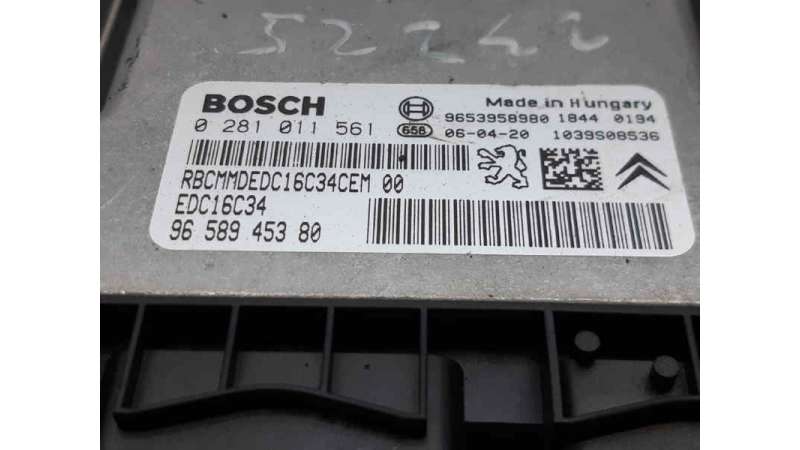 52242
BOSCH
Made in Hungary
0 281 011 561
9653958980 1844 0194
656
06-04-20 1039S08536
RBCMMDEDC16C34CEM 00
EDC16C34
96 589 453 80